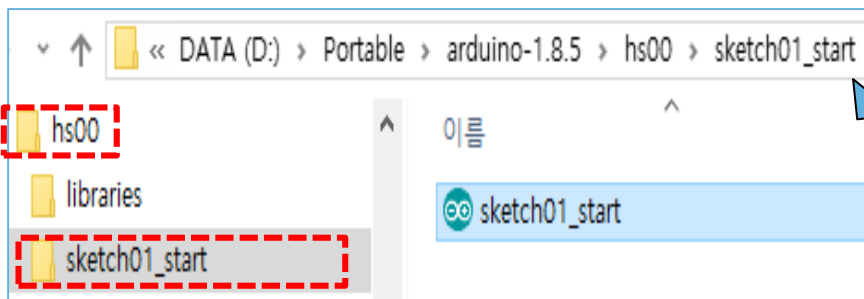 « DATA (D:) › Portable › arduino-1.8.5 › hs00 › sketch01_start
hs00
이름
libraries
sketch01_start
sketch01_start